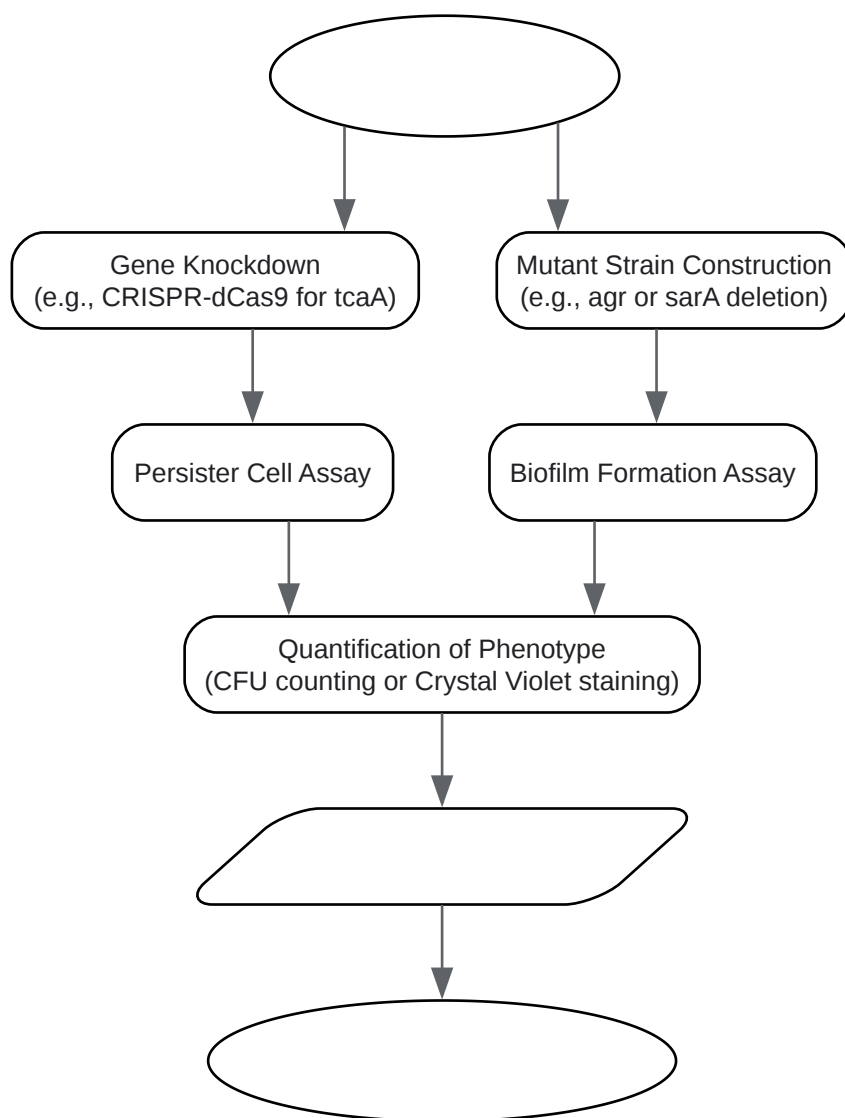 Gene Knockdown
(e.g., CRISPR-dCas9 for tcaA)
Mutant Strain Construction
(e.g., agr or sarA deletion)
Persister Cell Assay
Biofilm Formation Assay
Quantification of Phenotype
(CFU counting or Crystal Violet staining)